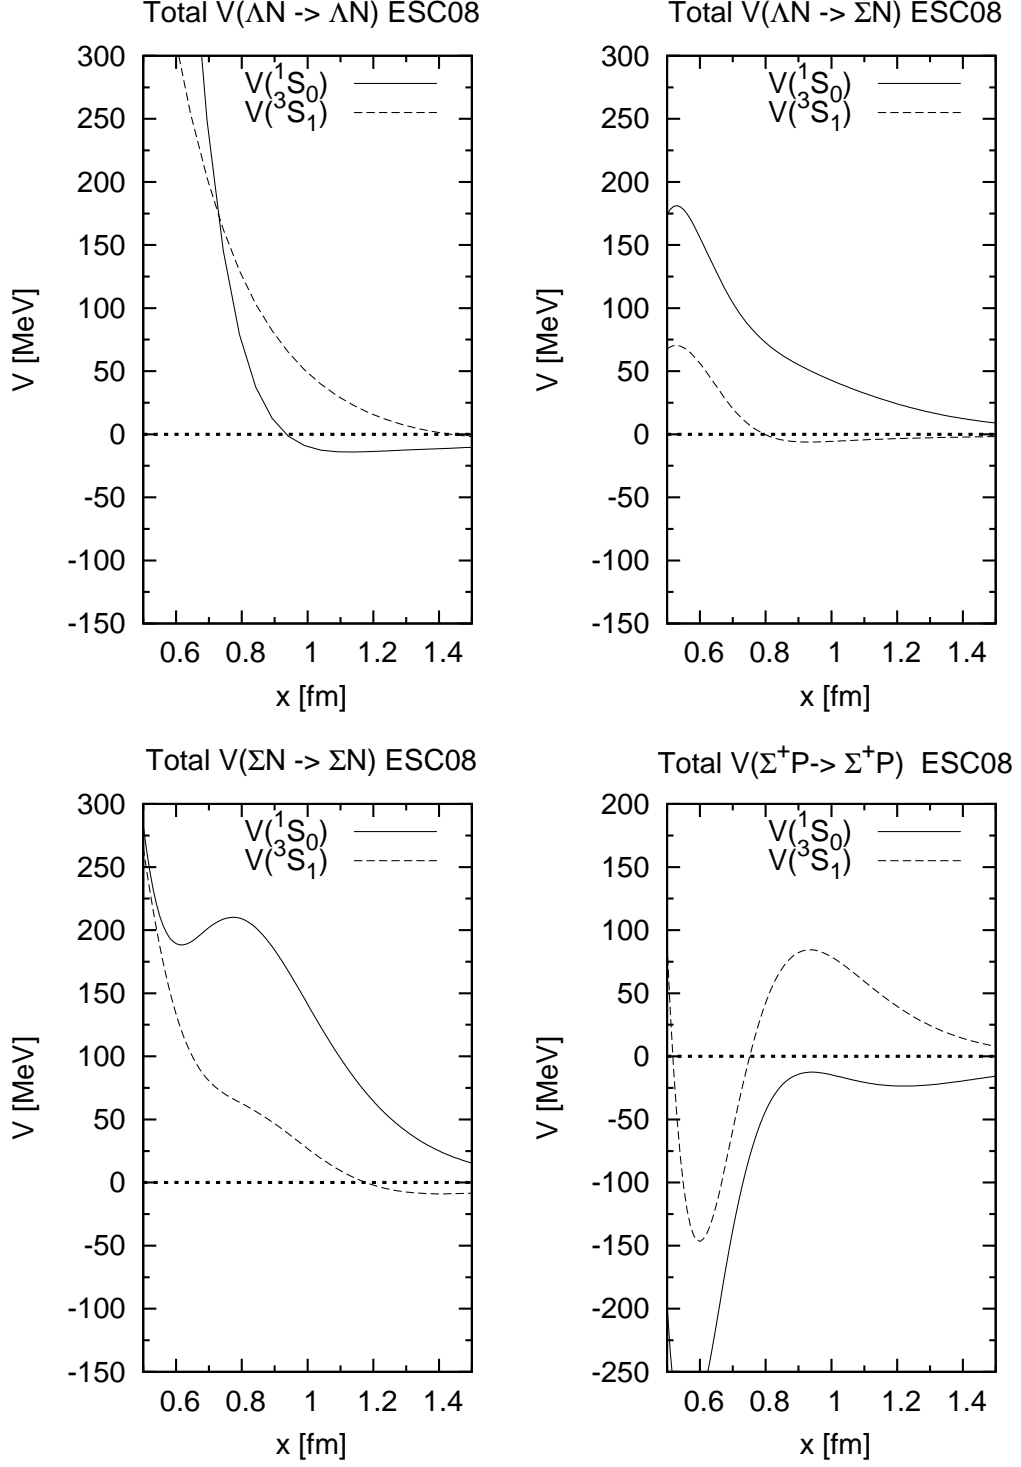 Total V(ΛN -> ΛN) ESC08
V(¹S₀)
V(³S₁)
300
250
200
150
100
50
0
-50
-100
-150
V [MeV]
0.6 0.8 1 1.2 1.4
x [fm]
Total V(ΛN -> ΣN) ESC08
V(¹S₀)
V(³S₁)
300
250
200
150
100
50
0
-50
-100
-150
V [MeV]
0.6 0.8 1 1.2 1.4
x [fm]
Total V(ΣN -> ΣN) ESC08
V(¹S₀)
V(³S₁)
300
250
200
150
100
50
0
-50
-100
-150
V [MeV]
0.6 0.8 1 1.2 1.4
x [fm]
Total V(Σ⁺P-> Σ⁺P) ESC08
V(¹S₀)
V(³S₁)
200
150
100
50
0
-50
-100
-150
-200
-250
V [MeV]
0.6 0.8 1 1.2 1.4
x [fm]